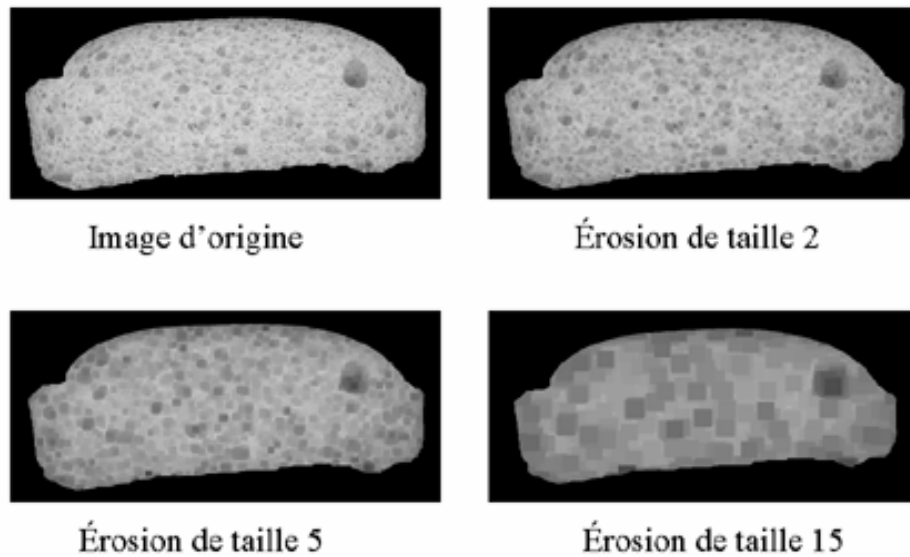 Image d’origine
Érosion de taille 2
Érosion de taille 5
Érosion de taille 15